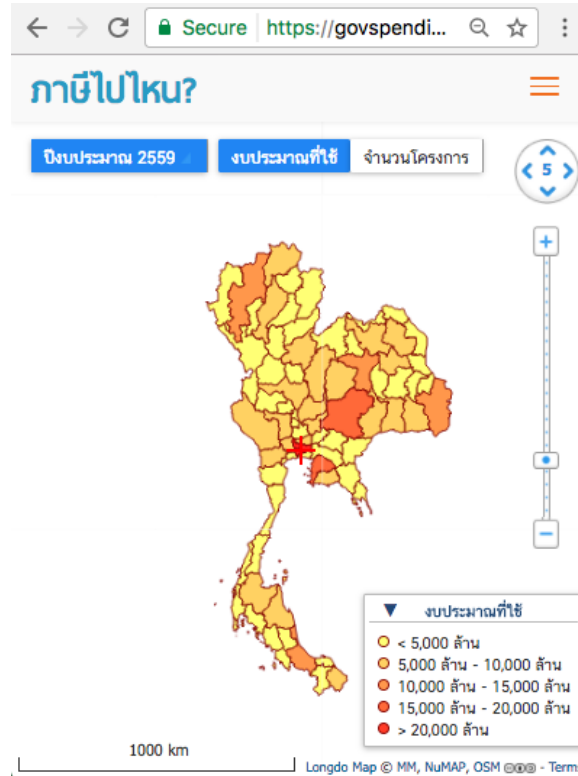 Secure https://govspendi...
ภาษีไปไหน?
ปีงบประมาณ 2559 งบประมาณที่ใช้ จำนวนโครงการ
5
+
−
▼ งบประมาณที่ใช้
< 5,000 ล้าน
5,000 ล้าน - 10,000 ล้าน
10,000 ล้าน - 15,000 ล้าน
15,000 ล้าน - 20,000 ล้าน
> 20,000 ล้าน
1000 km
Longdo Map © MM, NuMAP, OSM - Term